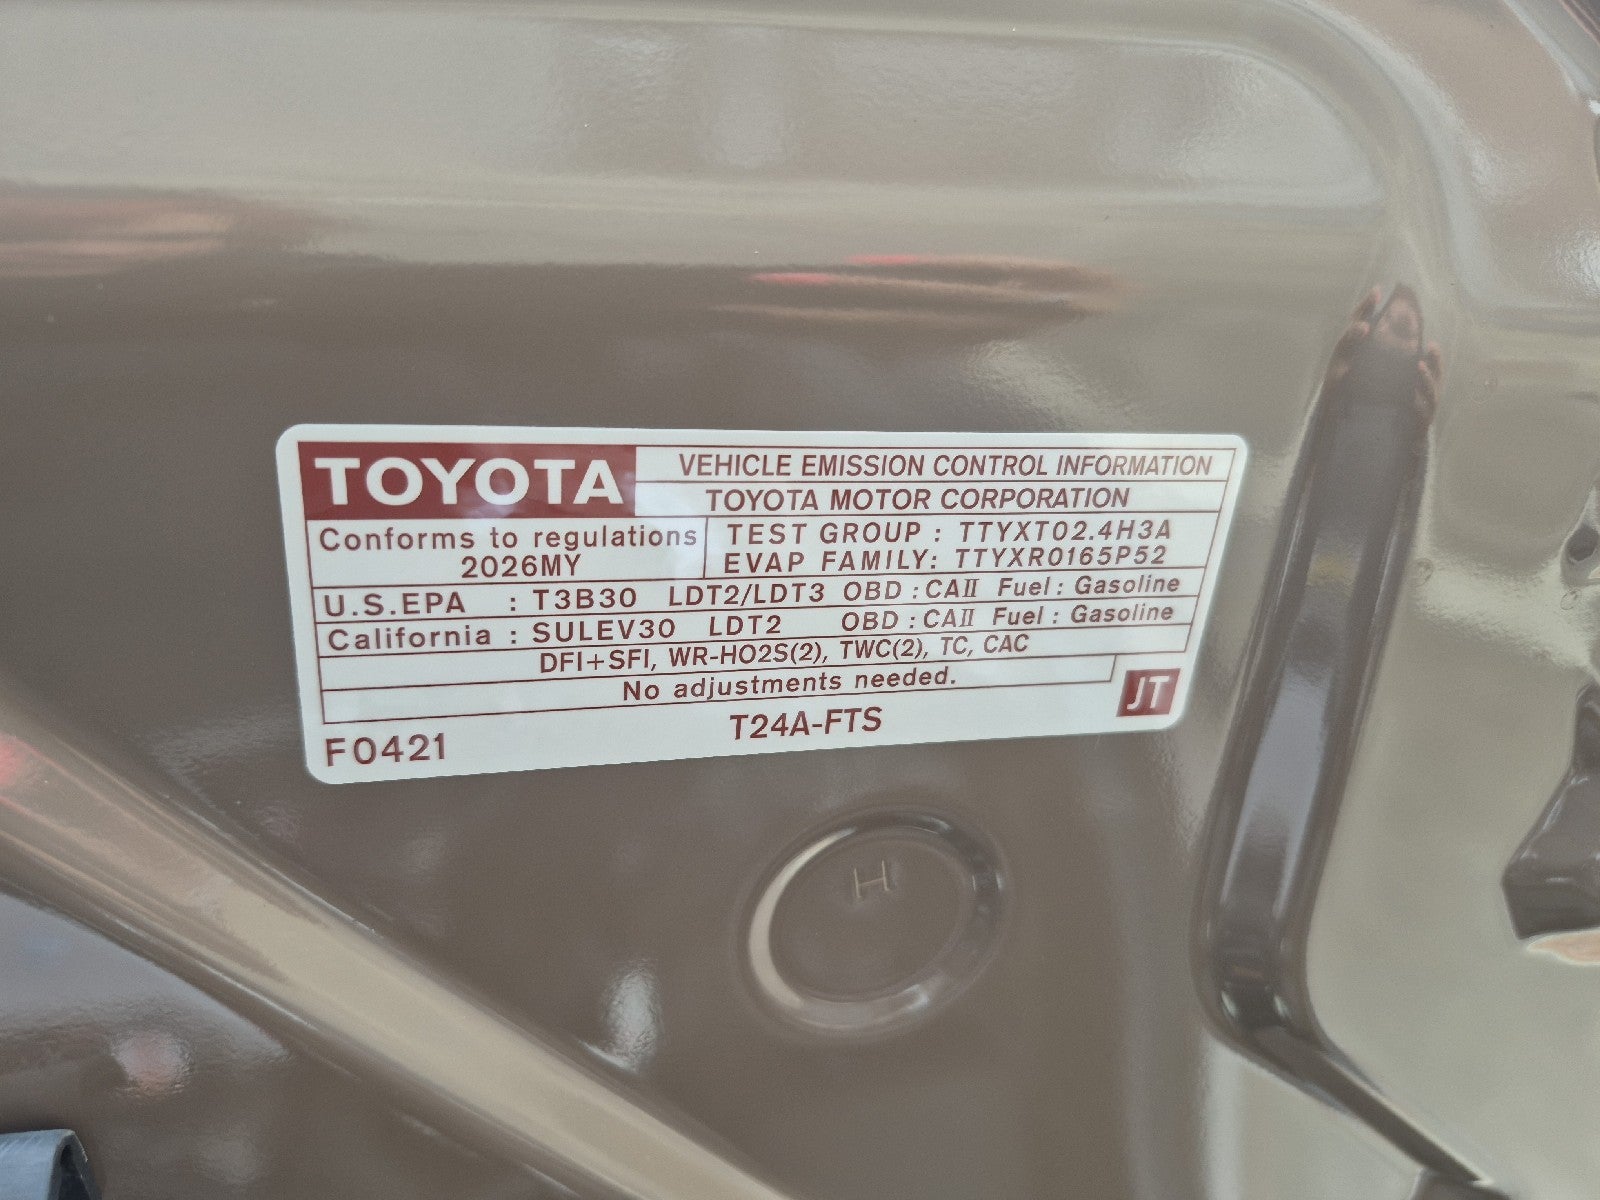 TOYOTA
VEHICLE EMISSION CONTROL INFORMATION
TOYOTA MOTOR CORPORATION
Conforms to regulations
2026MY
TEST GROUP : TTYXT02.4H3A
EVAP FAMILY: TTYXR0165P52
U.S.EPA : T3B30 LDT2/LDT3 OBD : CAⅡ Fuel : Gasoline
California : SULEV30 LDT2 OBD : CAⅡ Fuel : Gasoline
DFI+SFI, WR-HO2S(2), TWC(2), TC, CAC
No adjustments needed.
JT
F0421
T24A-FTS
H